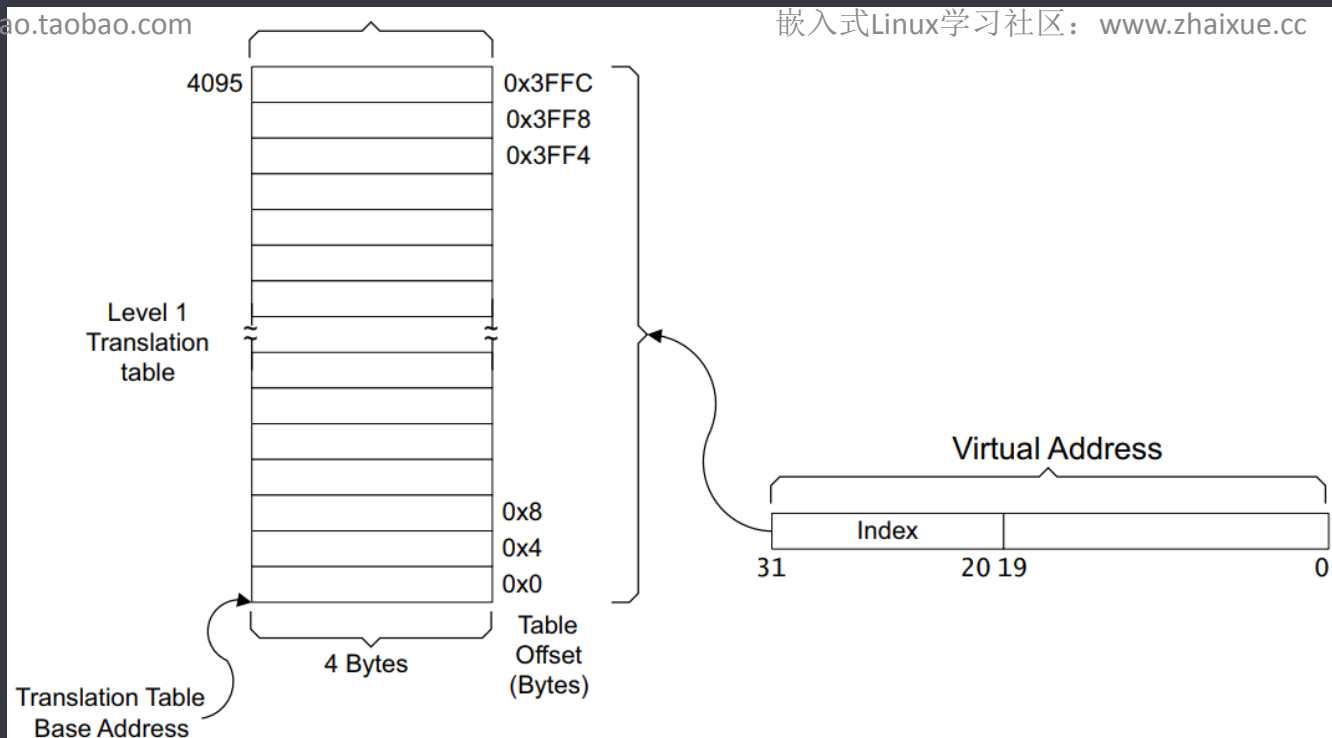 ao.taobao.com
嵌入式Linux学习社区：www.zhaixue.cc
4095
0x3FFC
0x3FF8
0x3FF4
Level 1
Translation
table
Virtual Address
Index
31
20 19
0
0x8
0x4
0x0
4 Bytes
Table
Offset
(Bytes)
Translation Table
Base Address